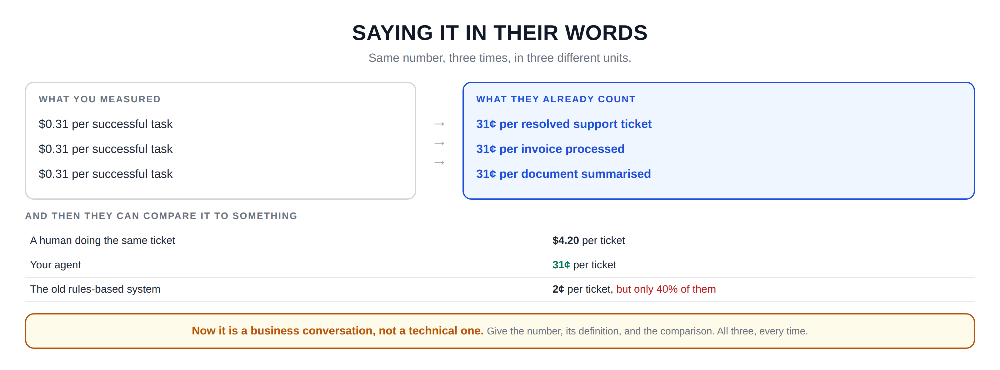 SAYING IT IN THEIR WORDS
Same number, three times, in three different units.
WHAT YOU MEASURED
$0.31 per successful task
$0.31 per successful task
$0.31 per successful task
→
→
→
WHAT THEY ALREADY COUNT
31¢ per resolved support ticket
31¢ per invoice processed
31¢ per document summarised
AND THEN THEY CAN COMPARE IT TO SOMETHING
A human doing the same ticket $4.20 per ticket
Your agent 31¢ per ticket
The old rules-based system 2¢ per ticket, but only 40% of them
Now it is a business conversation, not a technical one. Give the number, its definition, and the comparison. All three, every time.